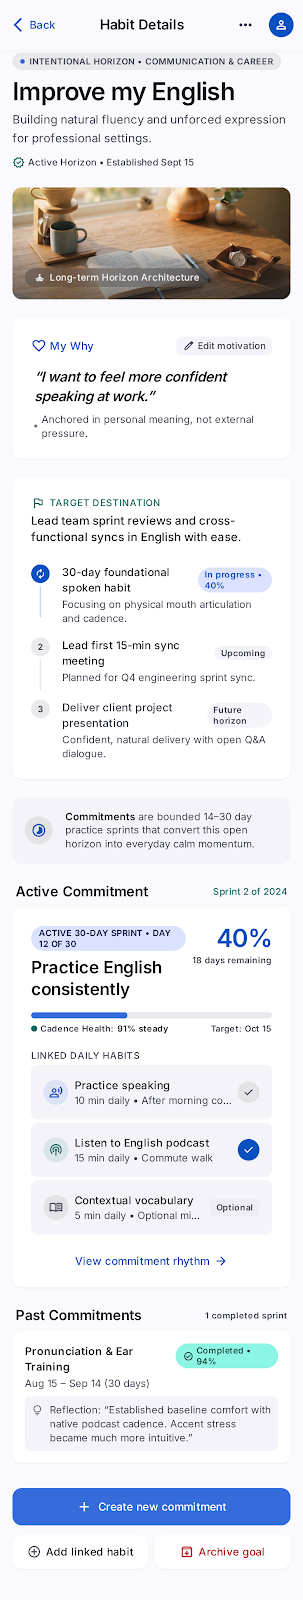 Back
Habit Details
INTENTIONAL HORIZON • COMMUNICATION & CAREER
Improve my English
Building natural fluency and unforced expression
for professional settings.
Active Horizon • Established Sept 15
Long-term Horizon Architecture
My Why
Edit motivation
“I want to feel more confident
speaking at work.”
Anchored in personal meaning, not external
pressure.
TARGET DESTINATION
Lead team sprint reviews and cross-
functional syncs in English with ease.
30-day foundational
spoken habit
In progress •
40%
Focusing on physical mouth articulation
and cadence.
2
Lead first 15-min sync
meeting
Upcoming
Planned for Q4 engineering sprint sync.
3
Deliver client project
presentation
Future
horizon
Confident, natural delivery with open Q&A
dialogue.
Commitments are bounded 14–30 day
practice sprints that convert this open
horizon into everyday calm momentum.
Active Commitment
Sprint 2 of 2024
ACTIVE 30-DAY SPRINT • DAY
12 OF 30
40%
18 days remaining
Practice English
consistently
Cadence Health: 91% steady
Target: Oct 15
LINKED DAILY HABITS
Practice speaking
10 min daily • After morning co...
Listen to English podcast
15 min daily • Commute walk
Contextual vocabulary
5 min daily • Optional mi...
Optional
View commitment rhythm →
Past Commitments
1 completed sprint
Pronunciation & Ear
Training
Completed •
94%
Aug 15 – Sep 14 (30 days)
Reflection: “Established baseline comfort with
native podcast cadence. Accent stress
became much more intuitive.”
Create new commitment
Add linked habit
Archive goal